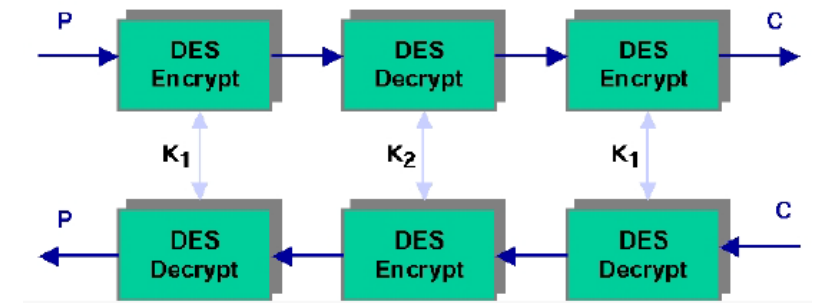 P
C
DES
Encrypt
DES
Decrypt
DES
Encrypt
K1
K2
K1
P
C
DES
Decrypt
DES
Encrypt
DES
Decrypt